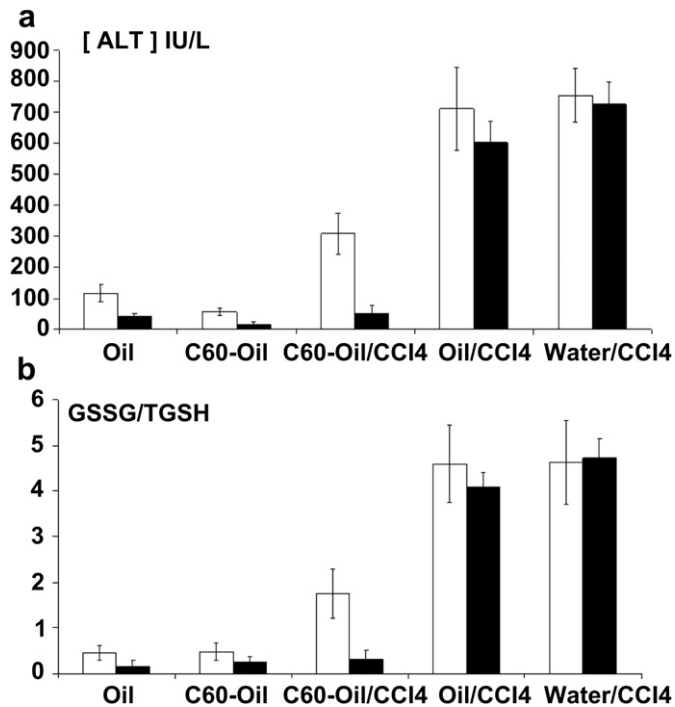 a
[ ALT ] IU/L
900
800
700
600
500
400
300
200
100
0
Oil C60-Oil C60-Oil/CCl4 Oil/CCl4 Water/CCl4
b
GSSG/TGSH
6
5
4
3
2
1
0
Oil C60-Oil C60-Oil/CCl4 Oil/CCl4 Water/CCl4